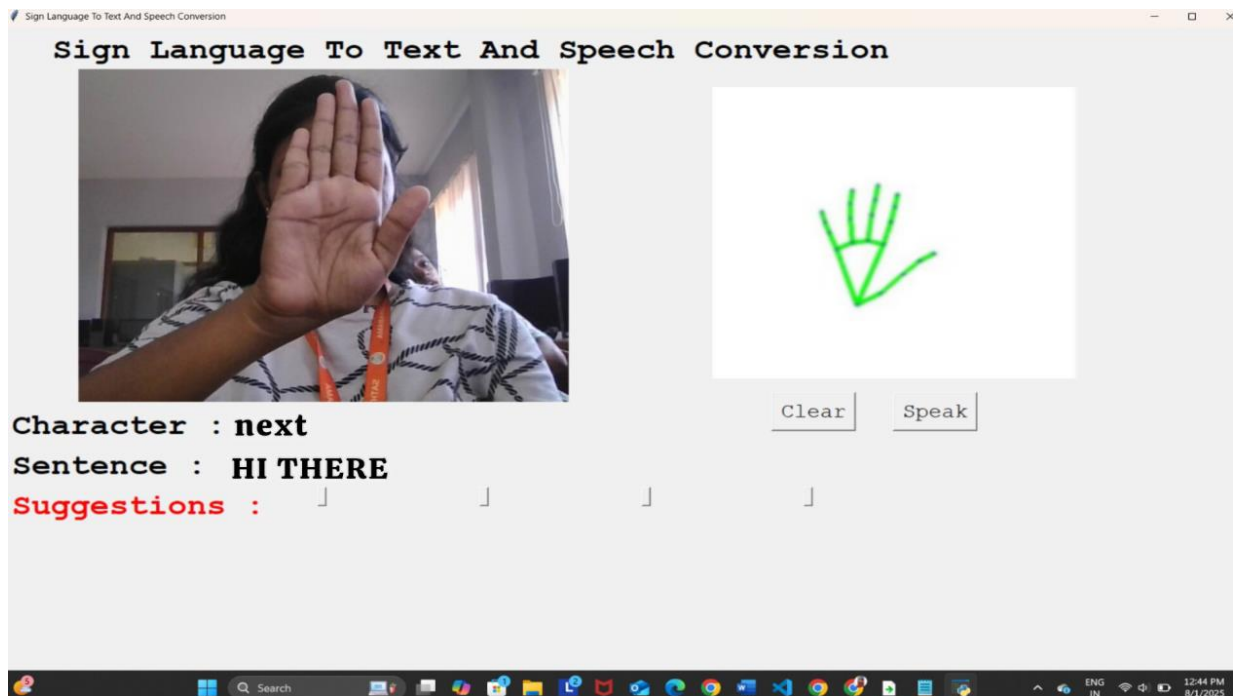 Sign Language To Text And Speech Conversion
Sign Language To Text And Speech Conversion
Clear Speak
Character : next
Sentence : HI THERE
Suggestions :
Search
ENG
IN
12:44 PM
8/1/2025